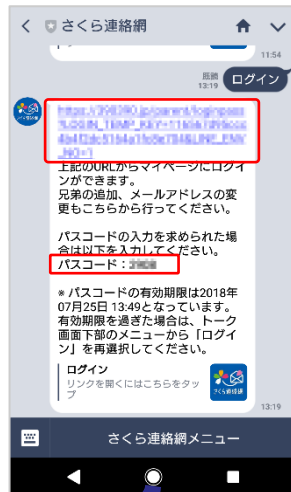 さくら連絡網
11:54
既読
13:19
ログイン
上記のURLからマイページにログイ
ンができます。
兄弟の追加、メールアドレスの変
更もこちらから行ってください。
パスコードの入力を求められた場
合は以下を入力してください。
パスコード：
※ パスコードの有効期限は2018年
07月25日 13:49となっています。
有効期限を過ぎた場合は、トーク
画面下部のメニューから「ログイ
ン」を再選択してください。
ログイン
リンクを開くにはこちらをタッ
プ
さくら連絡網
13:19
さくら連絡網メニュー